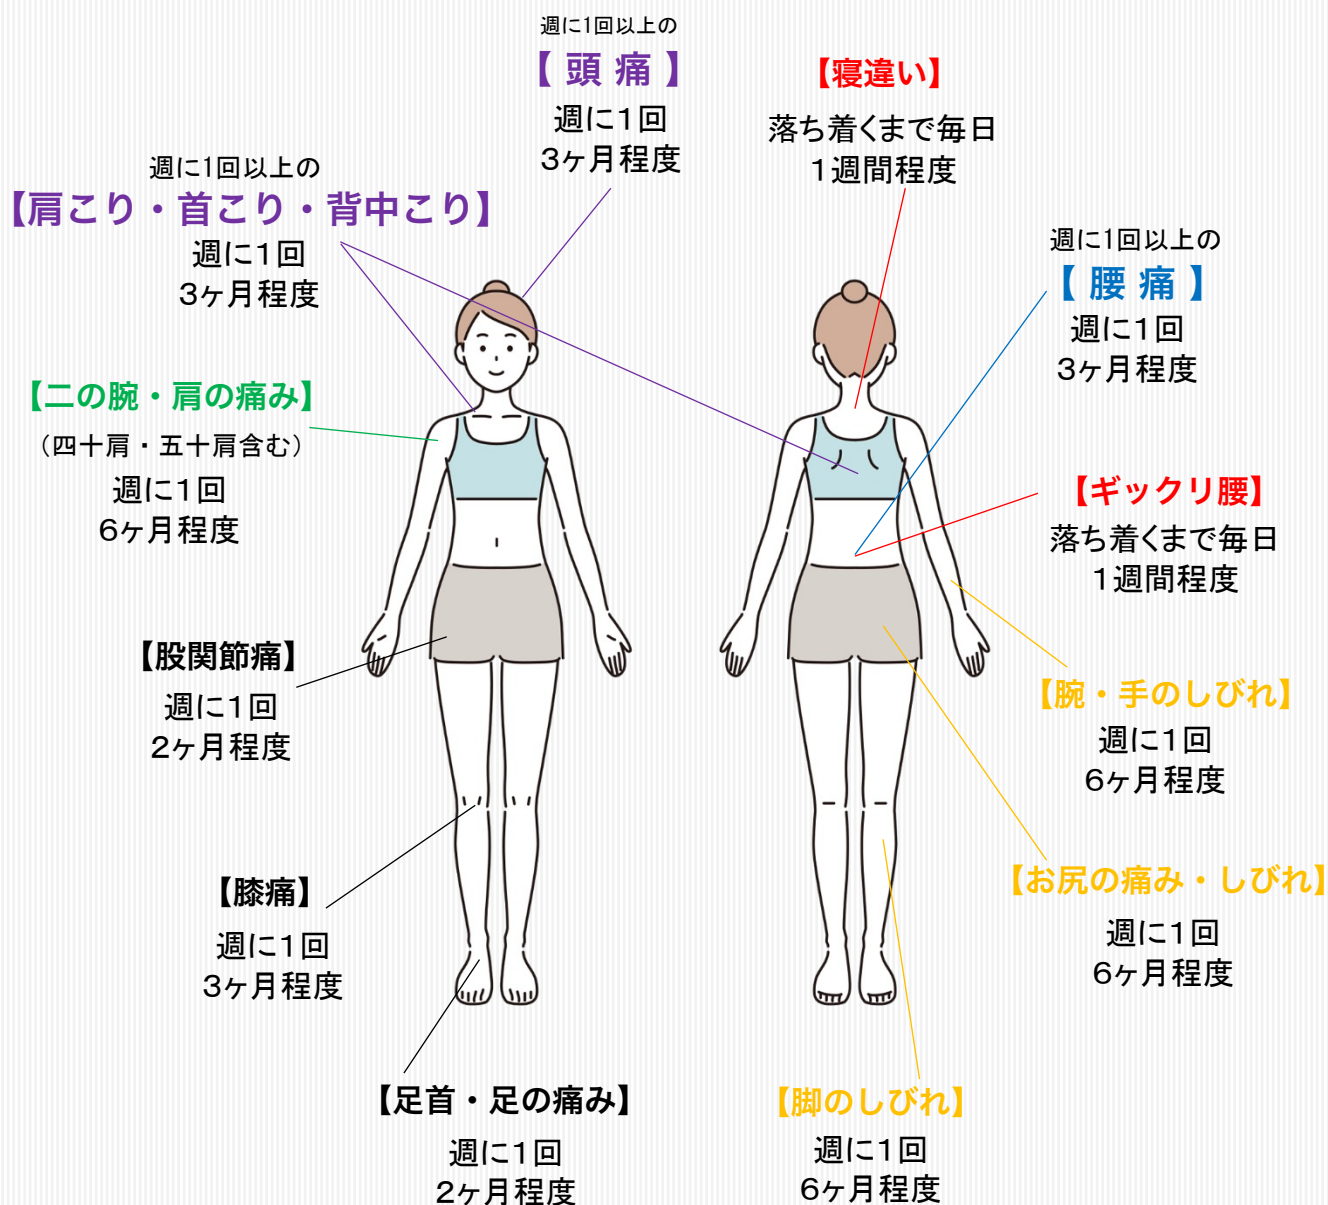 週に1回以上の
【 頭 痛 】
週に１回
３ヶ月程度
【寝違い】
落ち着くまで毎日
１週間程度
週に1回以上の
【肩こり・首こり・背中こり】
週に１回
３ヶ月程度
週に1回以上の
【 腰 痛 】
週に１回
３ヶ月程度
【二の腕・肩の痛み】
（四十肩・五十肩含む）
週に１回
６ヶ月程度
【ギックリ腰】
落ち着くまで毎日
１週間程度
【股関節痛】
週に１回
２ヶ月程度
【腕・手のしびれ】
週に１回
６ヶ月程度
【膝痛】
週に１回
３ヶ月程度
【お尻の痛み・しびれ】
週に１回
６ヶ月程度
【足首・足の痛み】
週に１回
２ヶ月程度
【脚のしびれ】
週に１回
６ヶ月程度